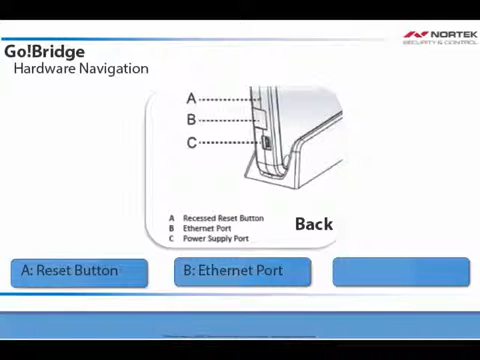 Go!Bridge
Hardware Navigation
NORTEK
SECURITY & CONTROL
A
B
C
A Recessed Reset Button
B Ethernet Port
C Power Supply Port
Back
A: Reset Button
B: Ethernet Port